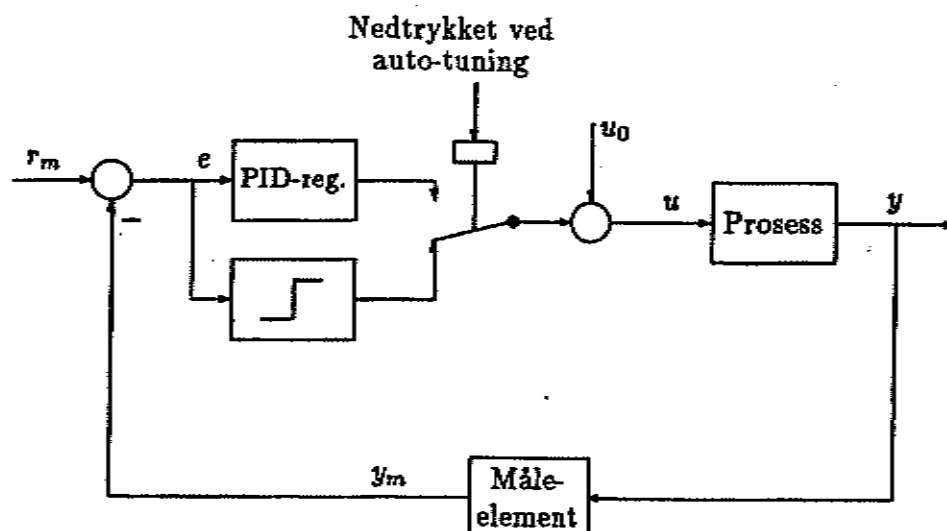 Nedtrykket ved
auto-tuning
r_m
e
PID-reg.
u_0
u
Prosess
y
−
y_m
Måle-
element